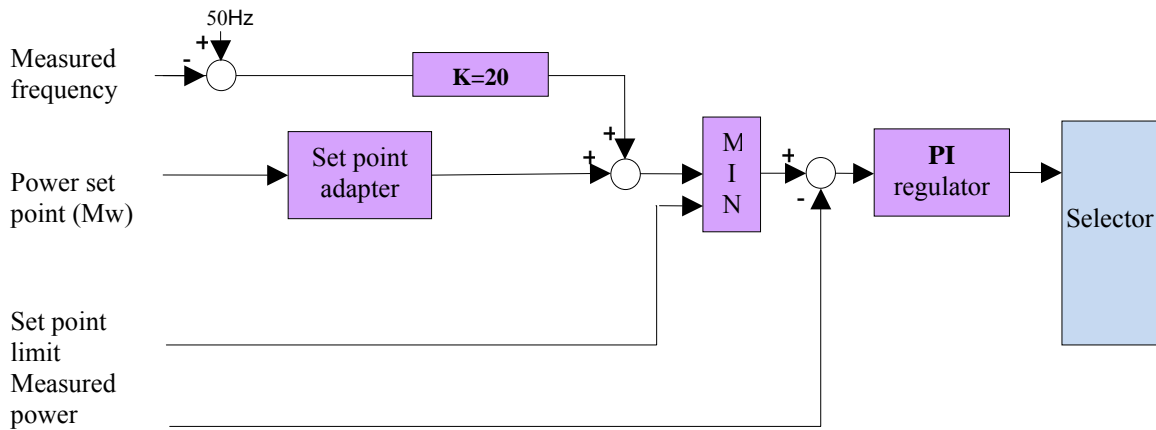 50Hz
+
-
Measured
frequency
K=20
+
+
Set point
adapter
Power set
point (Mw)
M
I
N
+
-
PI
regulator
Selector
Set point
limit
Measured
power